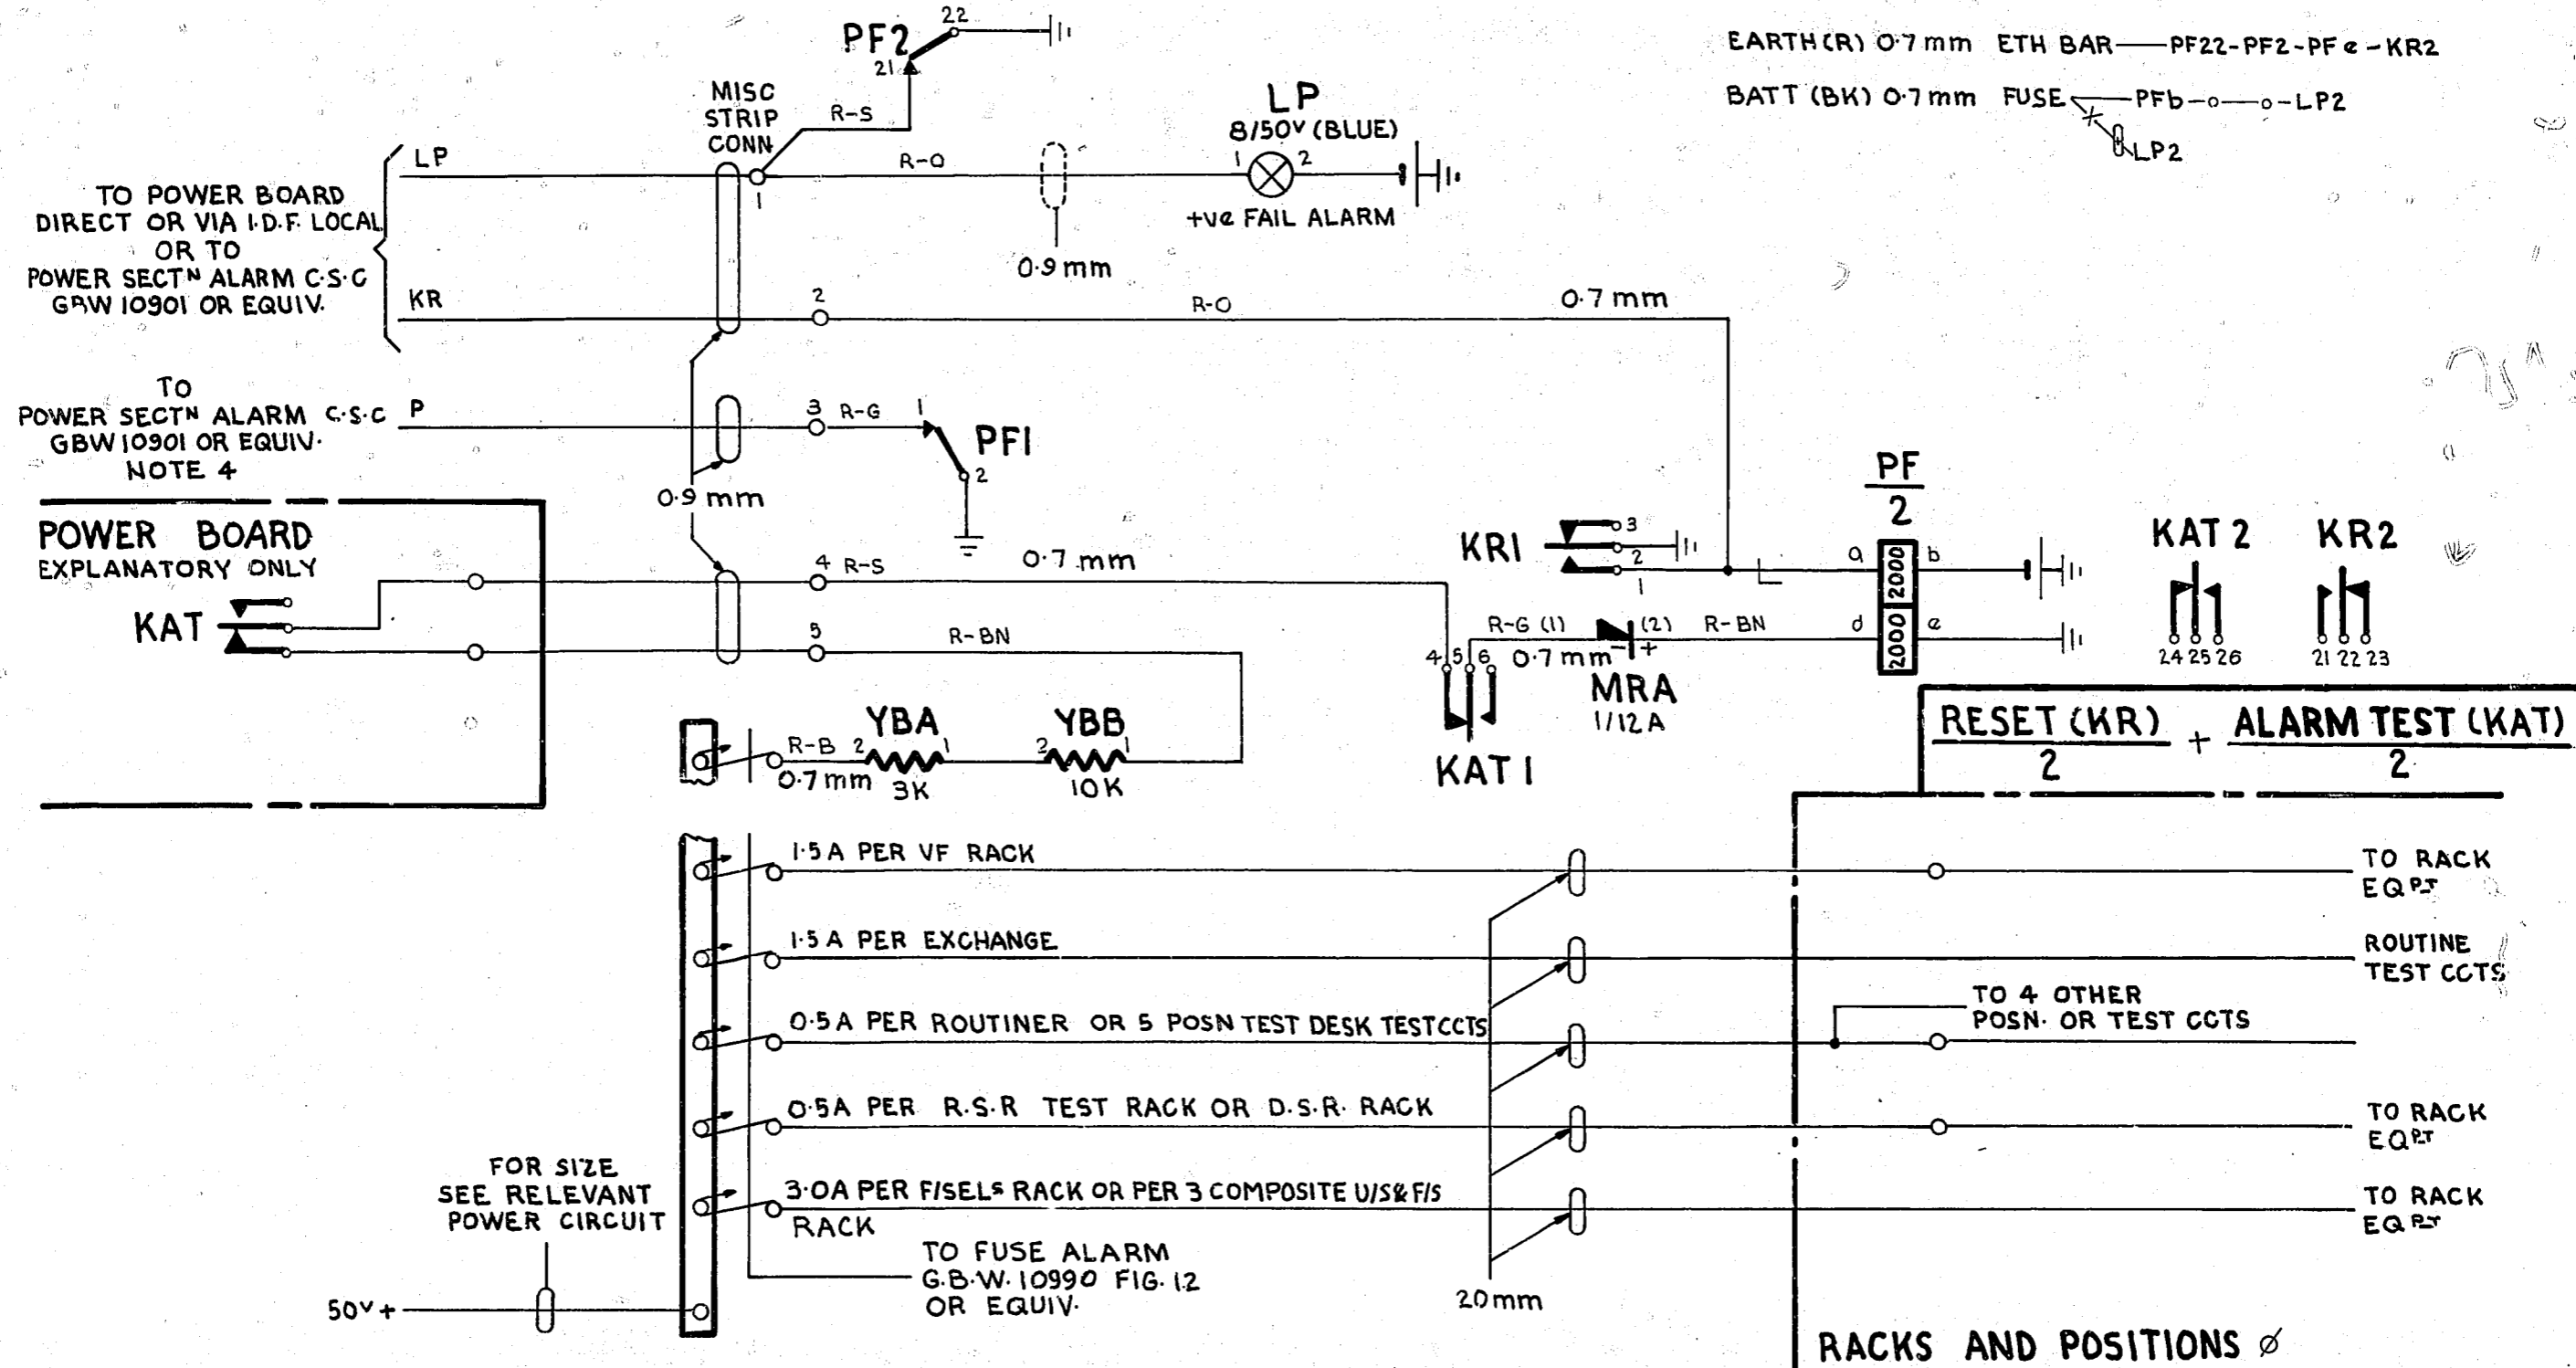 22
PF2
21
EARTH(R) 0·7 mm ETH BAR — PF22-PF2-PF e -KR2
BATT (BK) 0·7 mm FUSE — PFb-o—o-LP2
LP2
MISC
STRIP
CONN
R-S
LP
8/50V (BLUE)
LP
1
R-O
1
2
+ve FAIL ALARM
0·9 mm
TO POWER BOARD
DIRECT OR VIA I.D.F. LOCAL
OR TO
POWER SECTN ALARM C·S·C
GBW 10901 OR EQUIV.
KR
2
R-O
0·7 mm
TO
POWER SECTN ALARM C·S·C
GBW 10901 OR EQUIV·
NOTE 4
P
3
R-G
1
PF1
2
0·9 mm
POWER BOARD
EXPLANATORY ONLY
KAT
4
R-S
0·7 mm
5
R-BN
KR1
3
2
1
PF
2
a
2000
b
d
2000
e
R-G (1)
(2)
R-BN
0·7 mm
- +
MRA
1/12A
4 5 6
KAT 1
KAT 2
24 25 26
KR2
21 22 23
R-B
0·7 mm
2
YBA
1
3K
2
YBB
1
10K
RESET (KR) + ALARM TEST (KAT)
2
2
1·5 A PER VF RACK
TO RACK
EQPT
1·5 A PER EXCHANGE
ROUTINE
TEST CCTS
0·5 A PER ROUTINER OR 5 POSN TEST DESK TEST CCTS
TO 4 OTHER
POSN. OR TEST CCTS
0·5A PER R.S.R TEST RACK OR D.S.R. RACK
TO RACK
EQPT
3·0A PER F/SELS RACK OR PER 3 COMPOSITE U/S & F/S
RACK
TO RACK
EQPT
FOR SIZE
SEE RELEVANT
POWER CIRCUIT
50V +
TO FUSE ALARM
G.B.W. 10990 FIG. 12
OR EQUIV.
20mm
RACKS AND POSITIONS ø